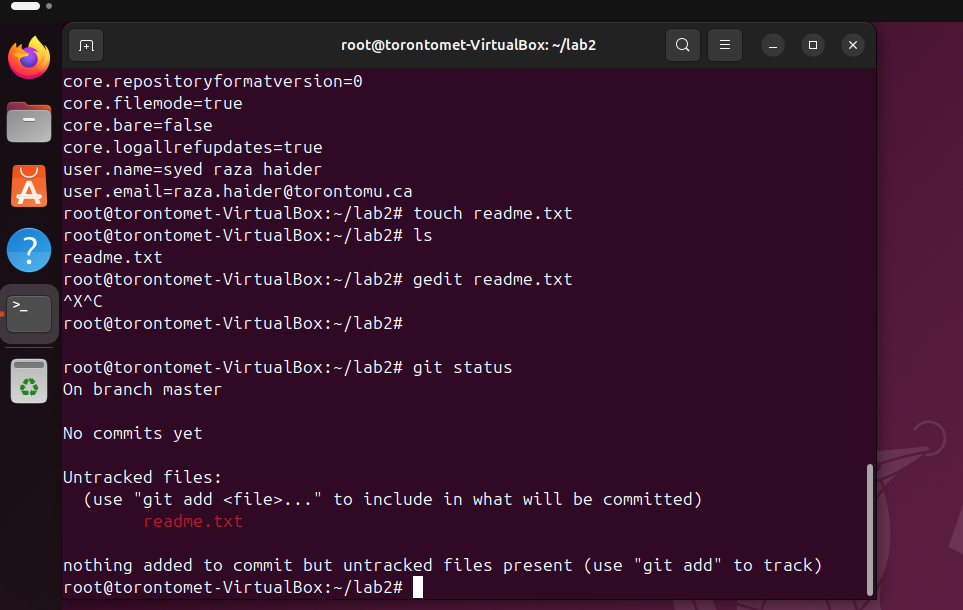 root@torontomet-VirtualBox: ~/lab2
core.repositoryformatversion=0
core.filemode=true
core.bare=false
core.logallrefupdates=true
user.name=syed raza haider
user.email=raza.haider@torontomu.ca
root@torontomet-VirtualBox:~/lab2# touch readme.txt
root@torontomet-VirtualBox:~/lab2# ls
readme.txt
root@torontomet-VirtualBox:~/lab2# gedit readme.txt
^X^C
root@torontomet-VirtualBox:~/lab2#
root@torontomet-VirtualBox:~/lab2# git status
On branch master
No commits yet
Untracked files:
  (use "git add <file>..." to include in what will be committed)
        readme.txt
nothing added to commit but untracked files present (use "git add" to track)
root@torontomet-VirtualBox:~/lab2#